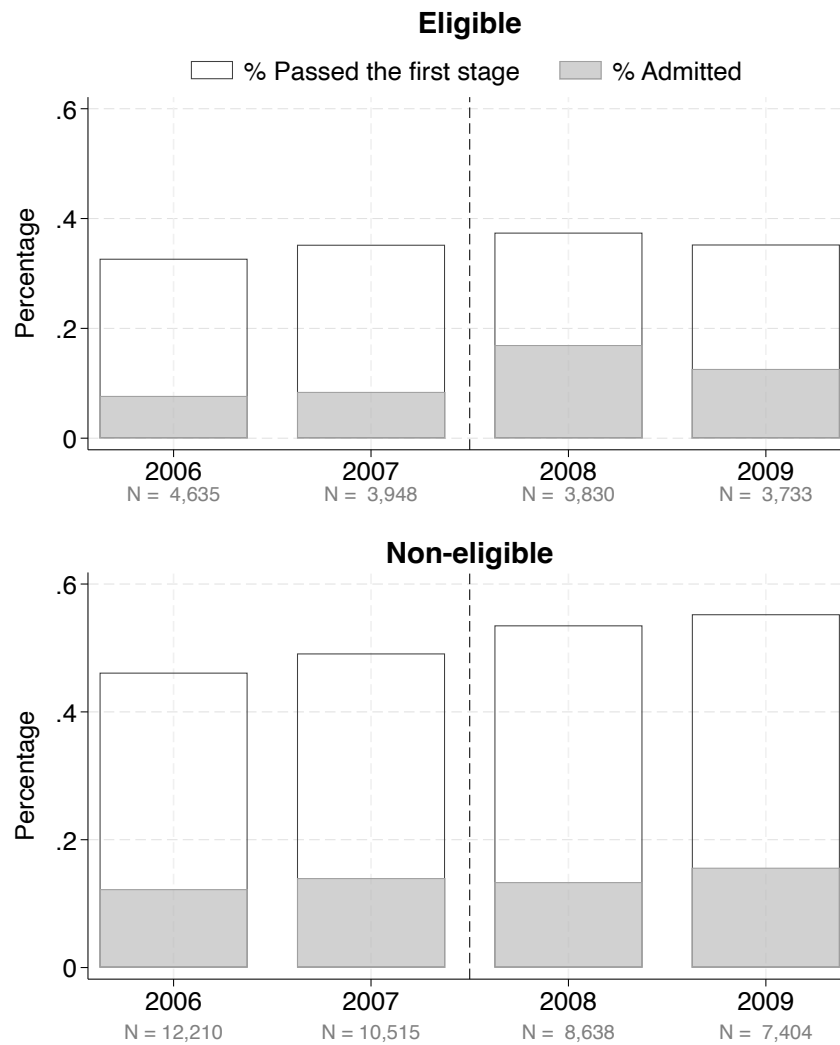 Eligible
% Passed the first stage % Admitted
.6
.4
.2
0
Percentage
2006 2007 2008 2009
N = 4,635 N = 3,948 N = 3,830 N = 3,733
Non-eligible
.6
.4
.2
0
Percentage
2006 2007 2008 2009
N = 12,210 N = 10,515 N = 8,638 N = 7,404